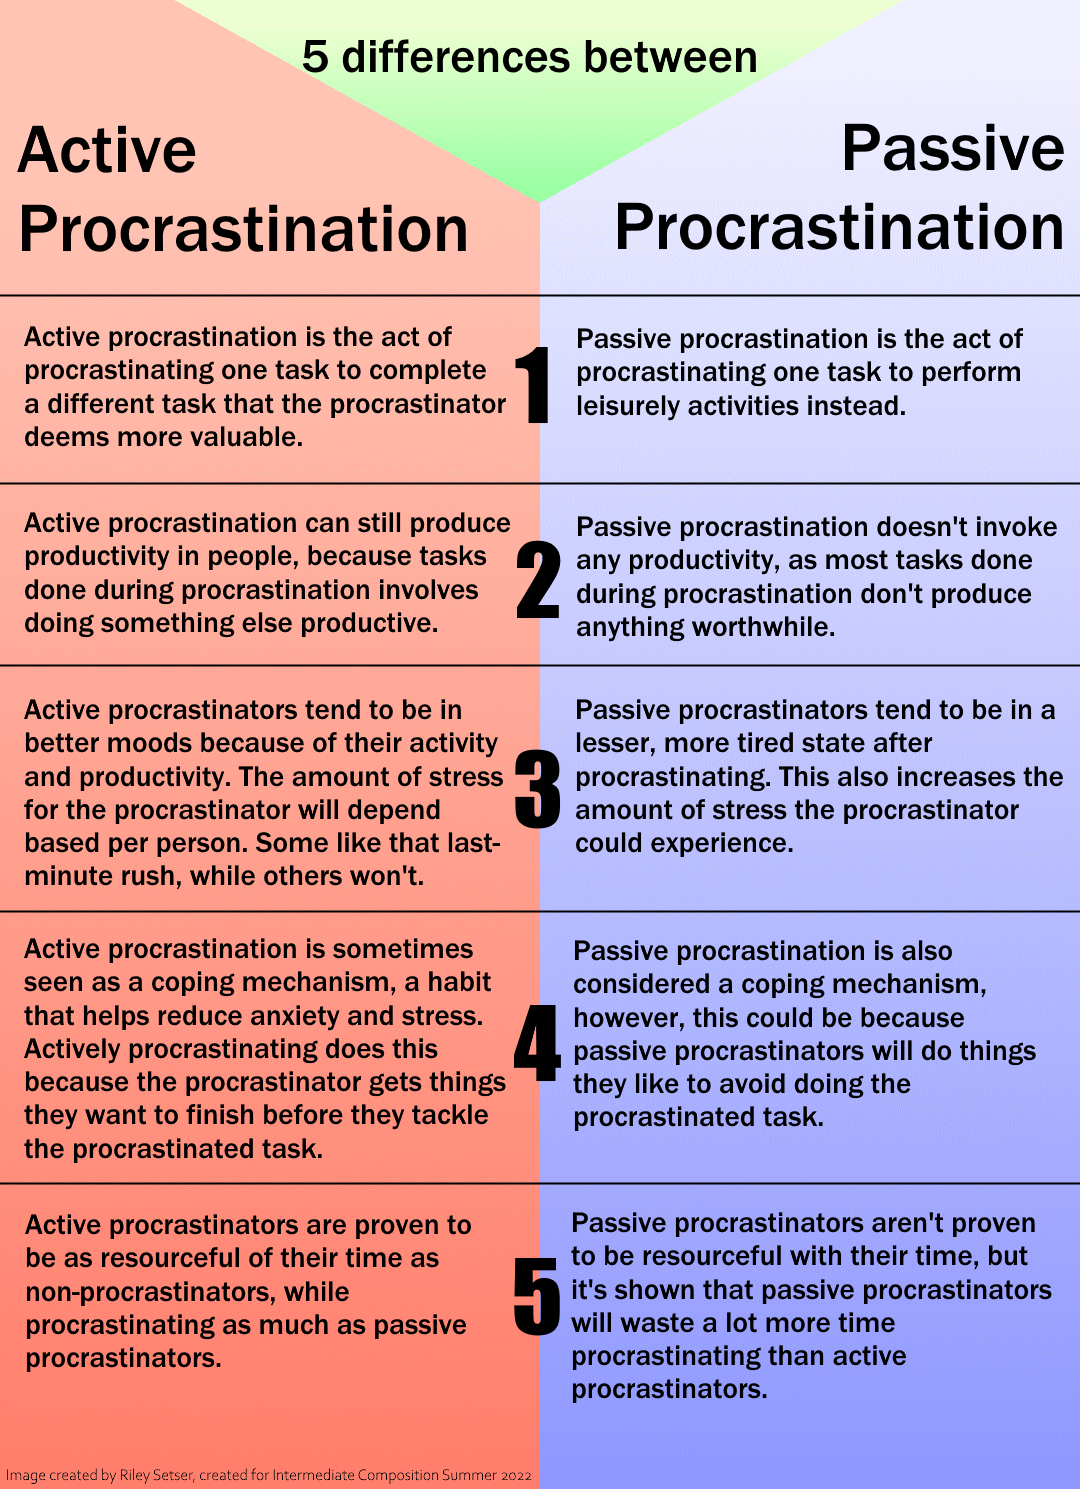 5 differences between
Active
Procrastination
Passive
Procrastination
Active procrastination is the act of
procrastinating one task to complete
a different task that the procrastinator
deems more valuable.
1
Passive procrastination is the act of
procrastinating one task to perform
leisurely activities instead.
Active procrastination can still produce
productivity in people, because tasks
done during procrastination involves
doing something else productive.
2
Passive procrastination doesn't invoke
any productivity, as most tasks done
during procrastination don't produce
anything worthwhile.
Active procrastinators tend to be in
better moods because of their activity
and productivity. The amount of stress
for the procrastinator will depend
based per person. Some like that last-
minute rush, while others won't.
3
Passive procrastinators tend to be in a
lesser, more tired state after
procrastinating. This also increases the
amount of stress the procrastinator
could experience.
Active procrastination is sometimes
seen as a coping mechanism, a habit
that helps reduce anxiety and stress.
Actively procrastinating does this
because the procrastinator gets things
they want to finish before they tackle
the procrastinated task.
4
Passive procrastination is also
considered a coping mechanism,
however, this could be because
passive procrastinators will do things
they like to avoid doing the
procrastinated task.
Active procrastinators are proven to
be as resourceful of their time as
non-procrastinators, while
procrastinating as much as passive
procrastinators.
5
Passive procrastinators aren't proven
to be resourceful with their time, but
it's shown that passive procrastinators
will waste a lot more time
procrastinating than active
procrastinators.
Image created by Riley Setser, created for Intermediate Composition Summer 2022